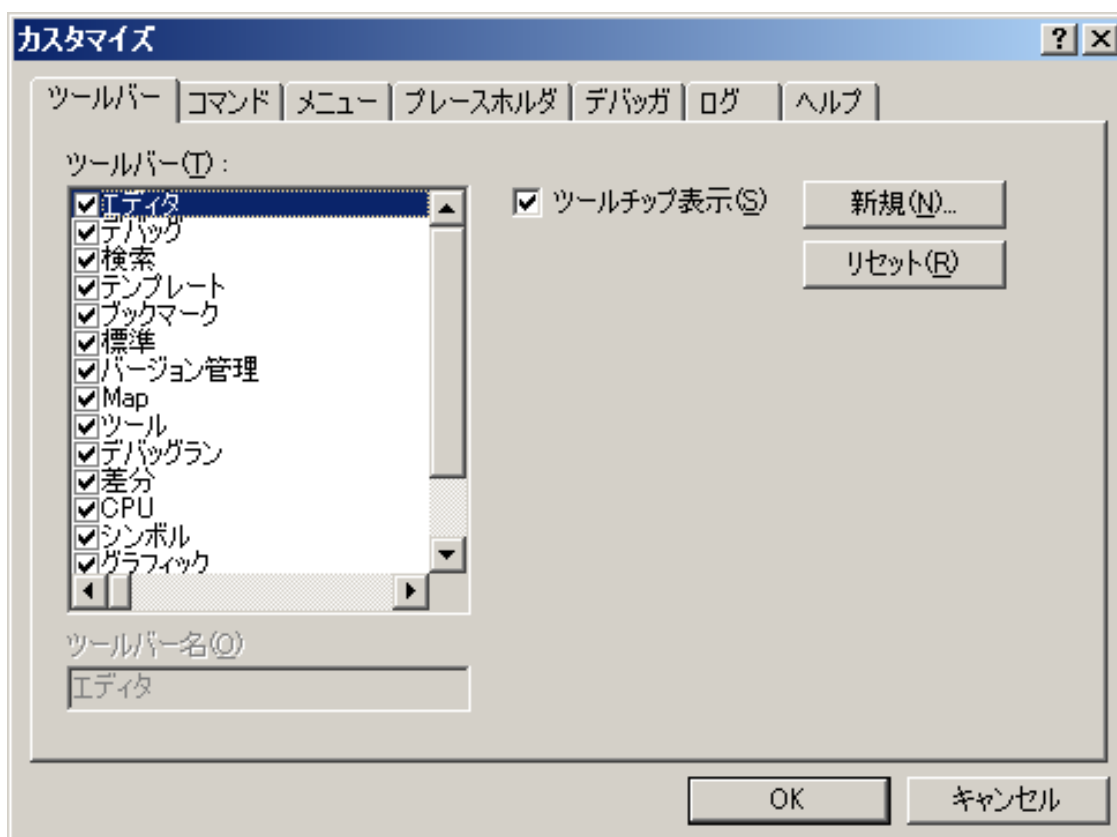 カスタマイズ
ツールバー コマンド メニュー プレースホルダ デバッガ ログ ヘルプ
ツールバー(T) :
エディタ
デバッグ
検索
テンプレート
ブックマーク
標準
バージョン管理
Map
ツール
デバッグラン
差分
CPU
シンボル
グラフィック
ツールチップ表示(S)
新規(N)...
リセット(R)
ツールバー名(O)
エディタ
OK キャンセル